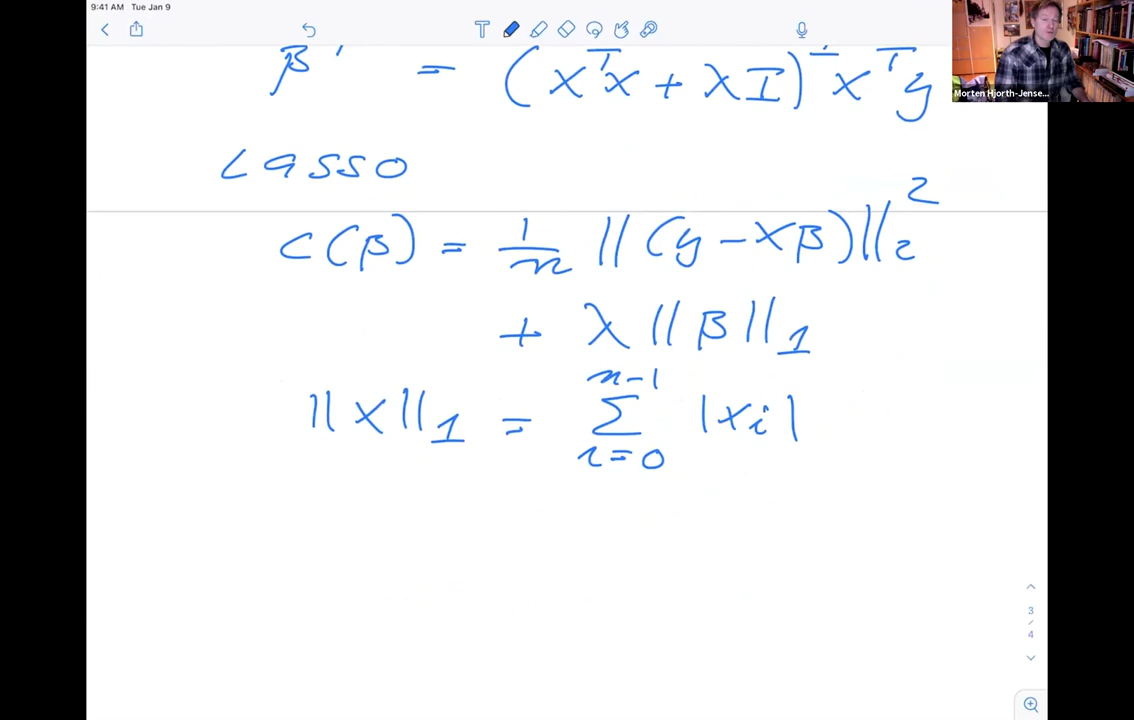 9:41 AM Tue Jan 9
β = (XᵀX + λI)⁻¹ Xᵀy
Lasso
C(β) = 1/n ||(y - Xβ)||₂²
+ λ||β||₁
||x||₁ = Σ_{i=0}^{n-1} |xi|
Morten Hjorth-Jense...
3
/
4